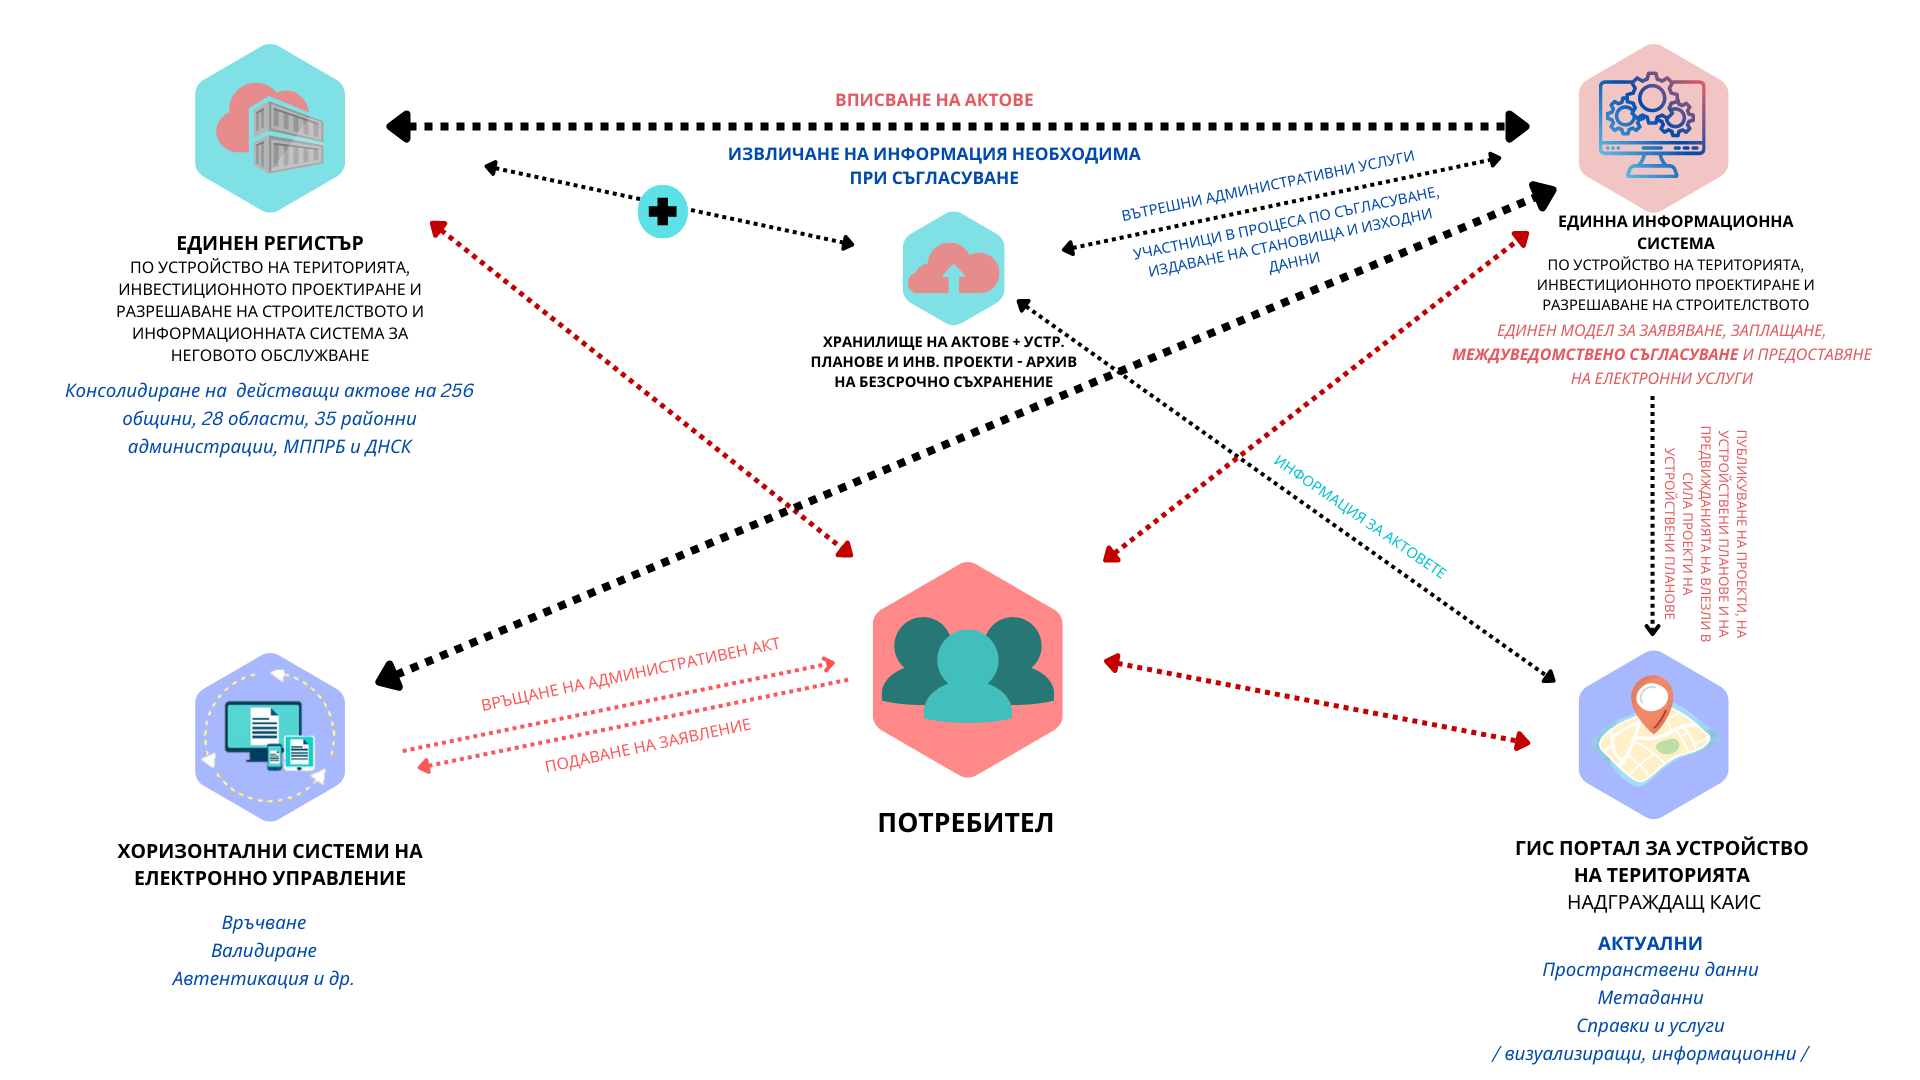 ВПИСВАНЕ НА АКТОВЕ
ИЗВЛИЧАНЕ НА ИНФОРМАЦИЯ НЕОБХОДИМА
ПРИ СЪГЛАСУВАНЕ
ВЪТРЕШНИ АДМИНИСТРАТИВНИ УСЛУГИ
УЧАСТНИЦИ В ПРОЦЕСА ПО СЪГЛАСУВАНЕ,
ИЗДАВАНЕ НА СТАНОВИЩА И ИЗХОДНИ
ДАННИ
ЕДИНЕН РЕГИСТЪР
ПО УСТРОЙСТВО НА ТЕРИТОРИЯТА,
ИНВЕСТИЦИОННОТО ПРОЕКТИРАНЕ И
РАЗРЕШАВАНЕ НА СТРОИТЕЛСТВОТО И
ИНФОРМАЦИОННАТА СИСТЕМА ЗА
НЕГОВОТО ОБСЛУЖВАНЕ
Консолидиране на действащи актове на 256
общини, 28 области, 35 районни
администрации, МППРБ и ДНСК
ХРАНИЛИЩЕ НА АКТОВЕ + УСТР.
ПЛАНОВЕ И ИНВ. ПРОЕКТИ - АРХИВ
НА БЕЗСРОЧНО СЪХРАНЕНИЕ
ЕДИННА ИНФОРМАЦИОННА
СИСТЕМА
ПО УСТРОЙСТВО НА ТЕРИТОРИЯТА,
ИНВЕСТИЦИОННОТО ПРОЕКТИРАНЕ И
РАЗРЕШАВАНЕ НА СТРОИТЕЛСТВОТО
ЕДИНЕН МОДЕЛ ЗА ЗАЯВЯВАНЕ, ЗАПЛАЩАНЕ,
МЕЖДУВЕДОМСТВЕНО СЪГЛАСУВАНЕ И ПРЕДОСТАВЯНЕ
НА ЕЛЕКТРОННИ УСЛУГИ
ИНФОРМАЦИЯ ЗА АКТОВЕТЕ
ПУБЛИКУВАНЕ НА ПРОЕКТИ, НА
УСТРОЙСТВЕНИ ПЛАНОВЕ И НА
ПРЕДВИЖДАНИЯТА НА ВЛЕЗЛИ В
СИЛА ПРОЕКТИ НА
УСТРОЙСТВЕНИ ПЛАНОВЕ
ВРЪЩАНЕ НА АДМИНИСТРАТИВЕН АКТ
ПОДАВАНЕ НА ЗАЯВЛЕНИЕ
ПОТРЕБИТЕЛ
ХОРИЗОНТАЛНИ СИСТЕМИ НА
ЕЛЕКТРОННО УПРАВЛЕНИЕ
Връчване
Валидиране
Автентикация и др.
ГИС ПОРТАЛ ЗА УСТРОЙСТВО
НА ТЕРИТОРИЯТА
НАДГРАЖДАЩ КАИС
АКТУАЛНИ
Пространствени данни
Метаданни
Справки и услуги
/ визуализиращи, информационни /